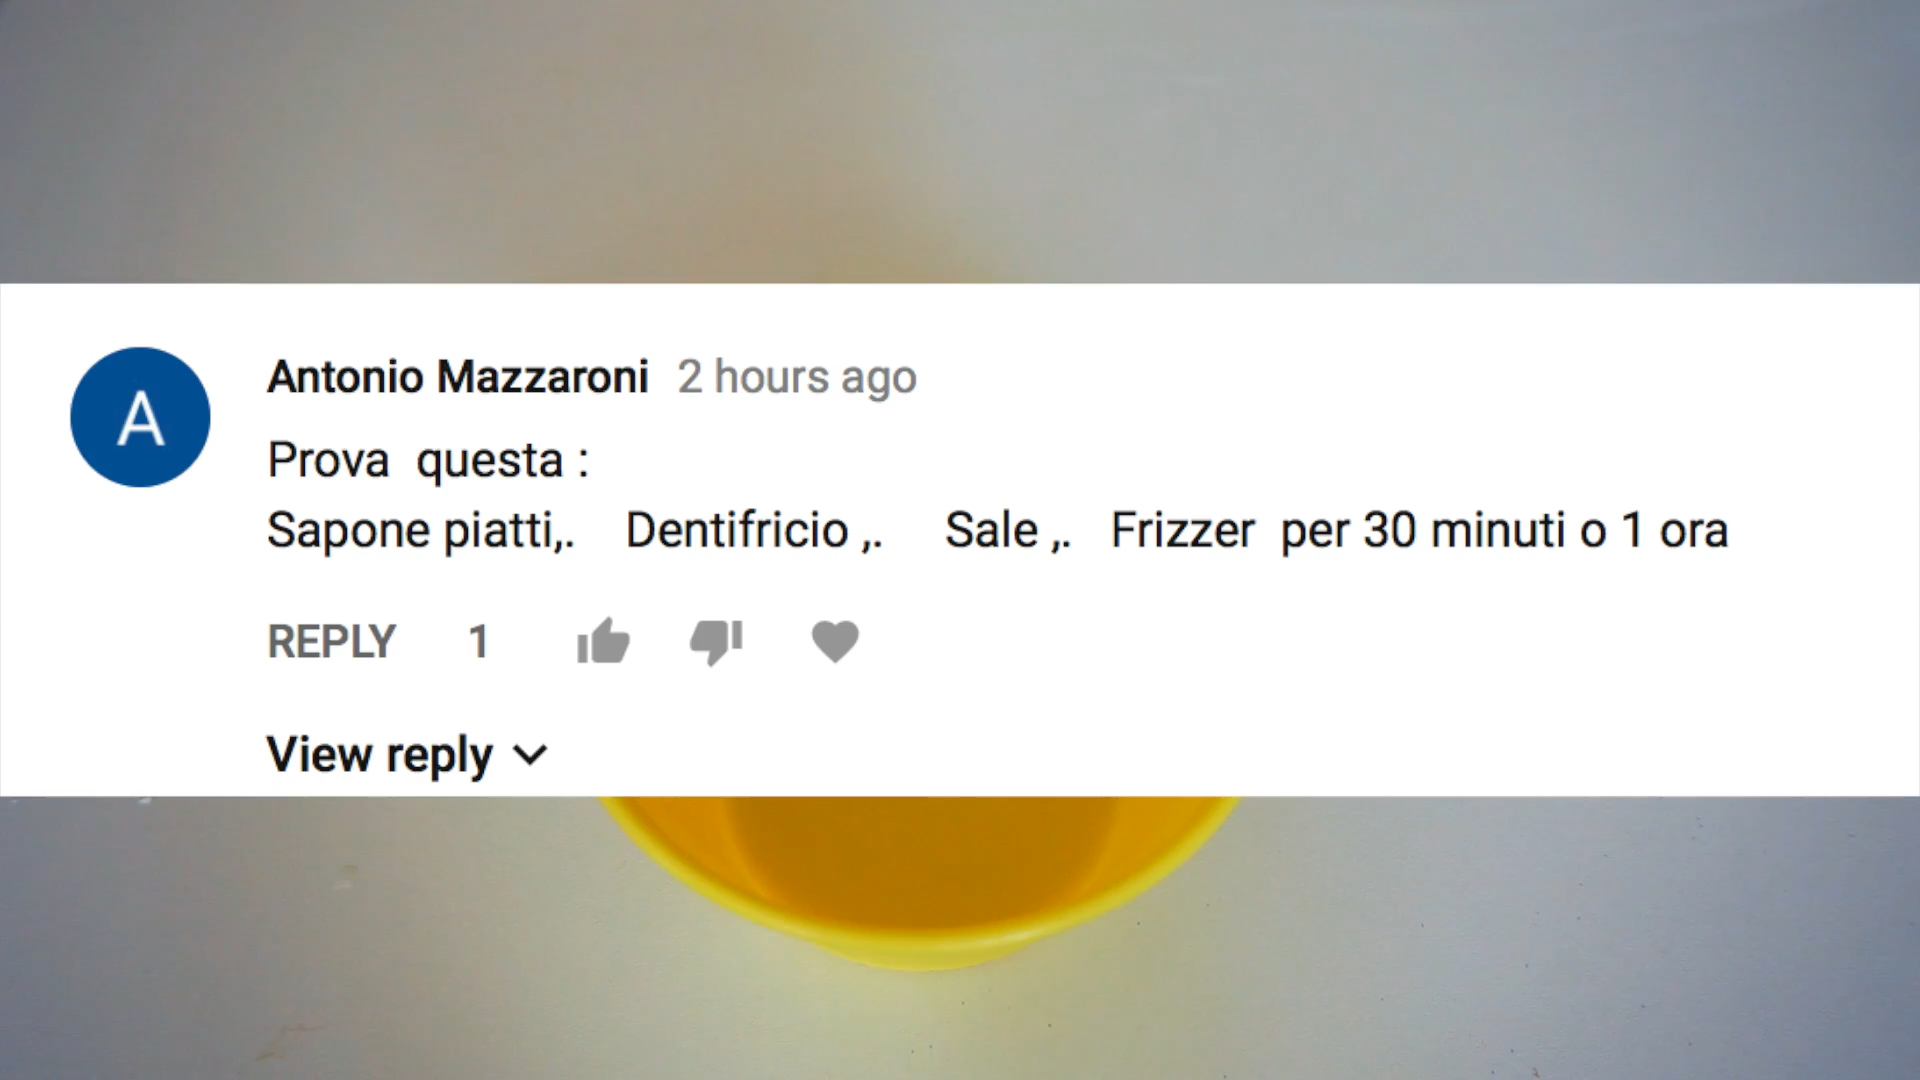 A
Antonio Mazzaroni 2 hours ago
Prova questa :
Sapone piatti,. Dentifricio ,. Sale ,. Frizzer per 30 minuti o 1 ora
REPLY 1
View reply